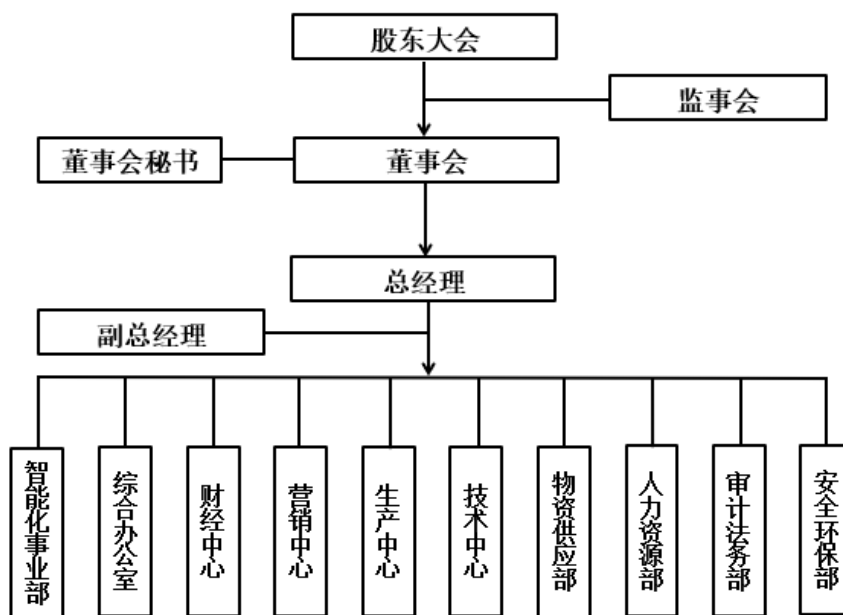 股东大会
监事会
董事会秘书
董事会
总经理
副总经理
智能化事业部
综合办公室
财经中心
营销中心
生产中心
技术中心
物资供应部
人力资源部
审计法务部
安全环保部